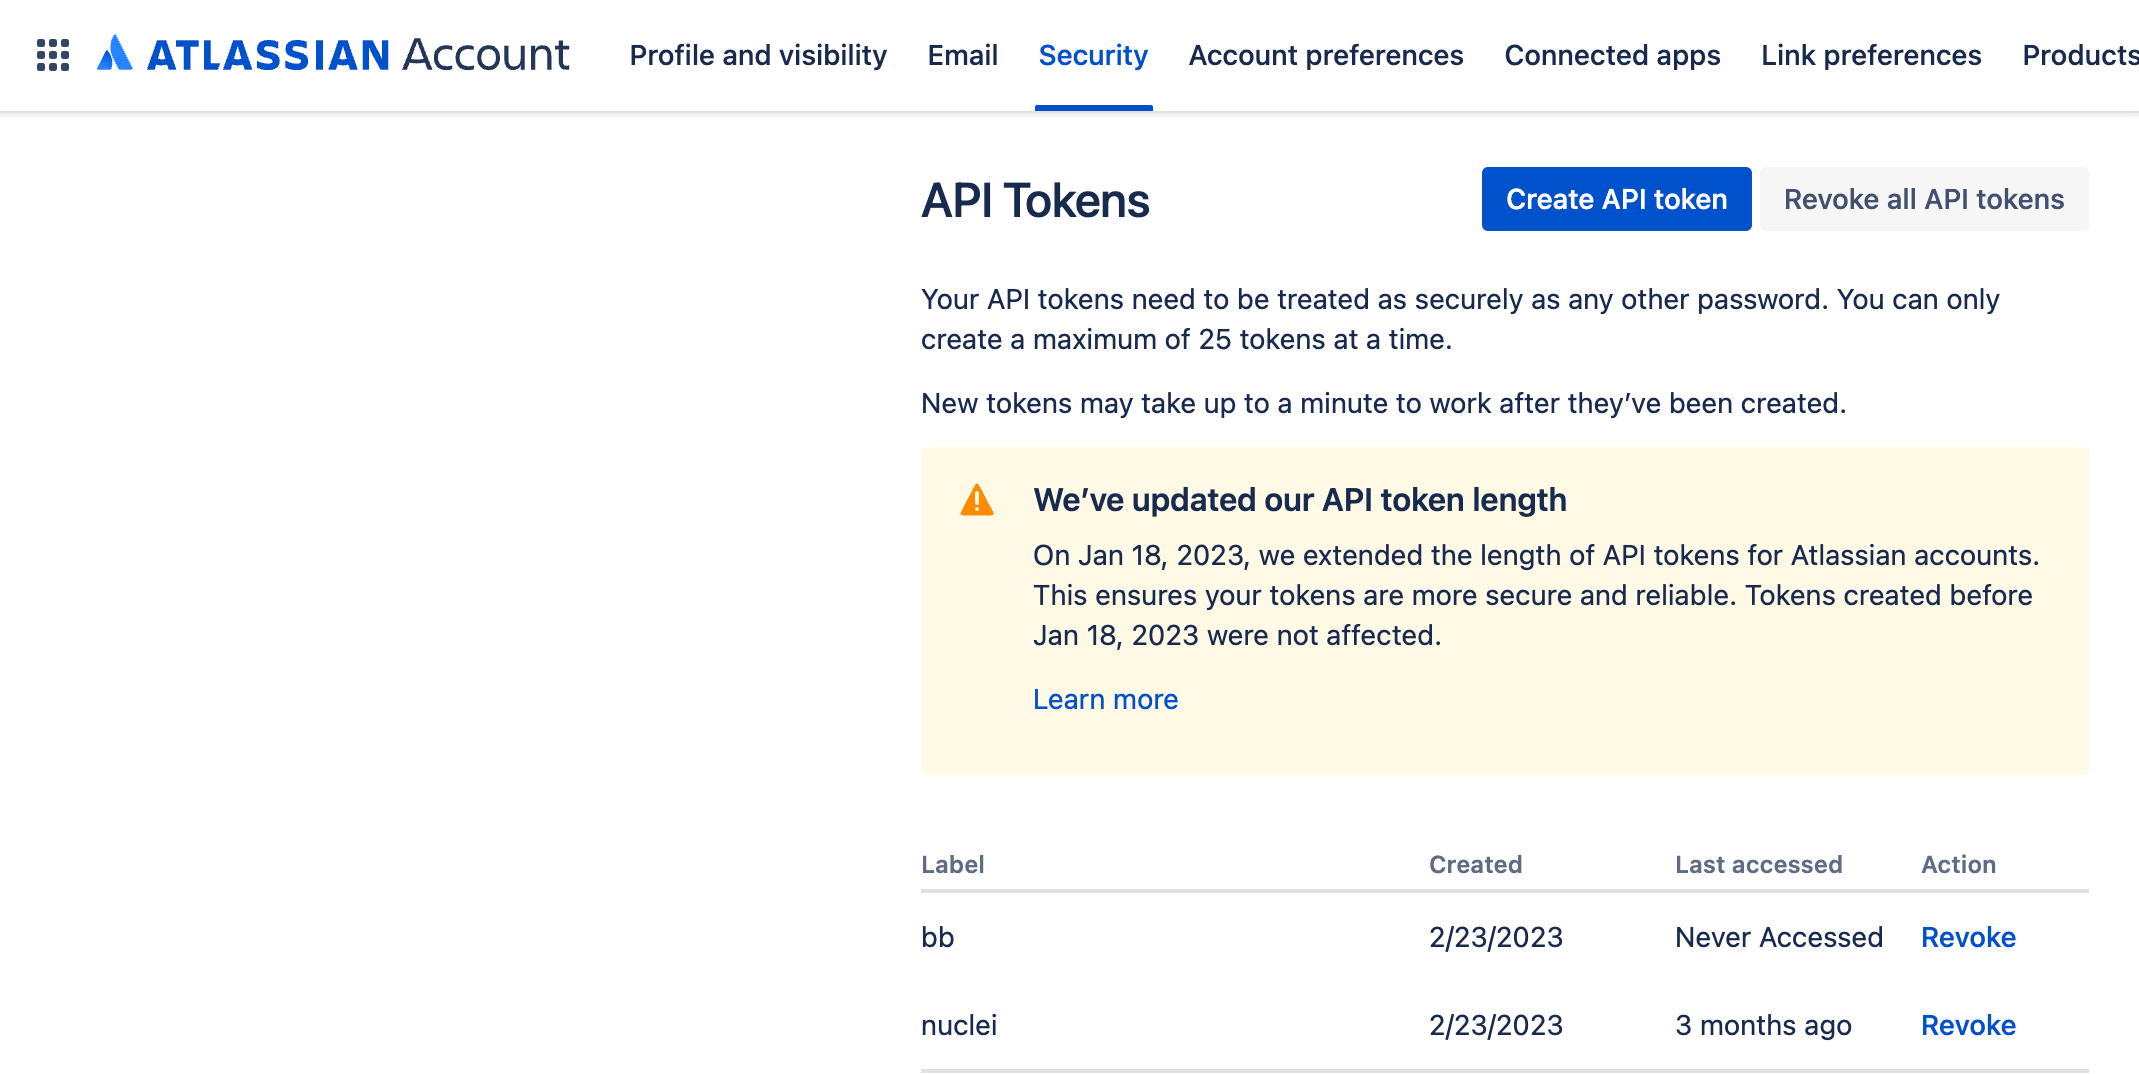 ATLASSIAN Account Profile and visibility Email Security Account preferences Connected apps Link preferences Products
API Tokens Create API token Revoke all API tokens
Your API tokens need to be treated as securely as any other password. You can only
create a maximum of 25 tokens at a time.
New tokens may take up to a minute to work after they’ve been created.
We’ve updated our API token length
On Jan 18, 2023, we extended the length of API tokens for Atlassian accounts.
This ensures your tokens are more secure and reliable. Tokens created before
Jan 18, 2023 were not affected.
Learn more
Label Created Last accessed Action
bb 2/23/2023 Never Accessed Revoke
nuclei 2/23/2023 3 months ago Revoke